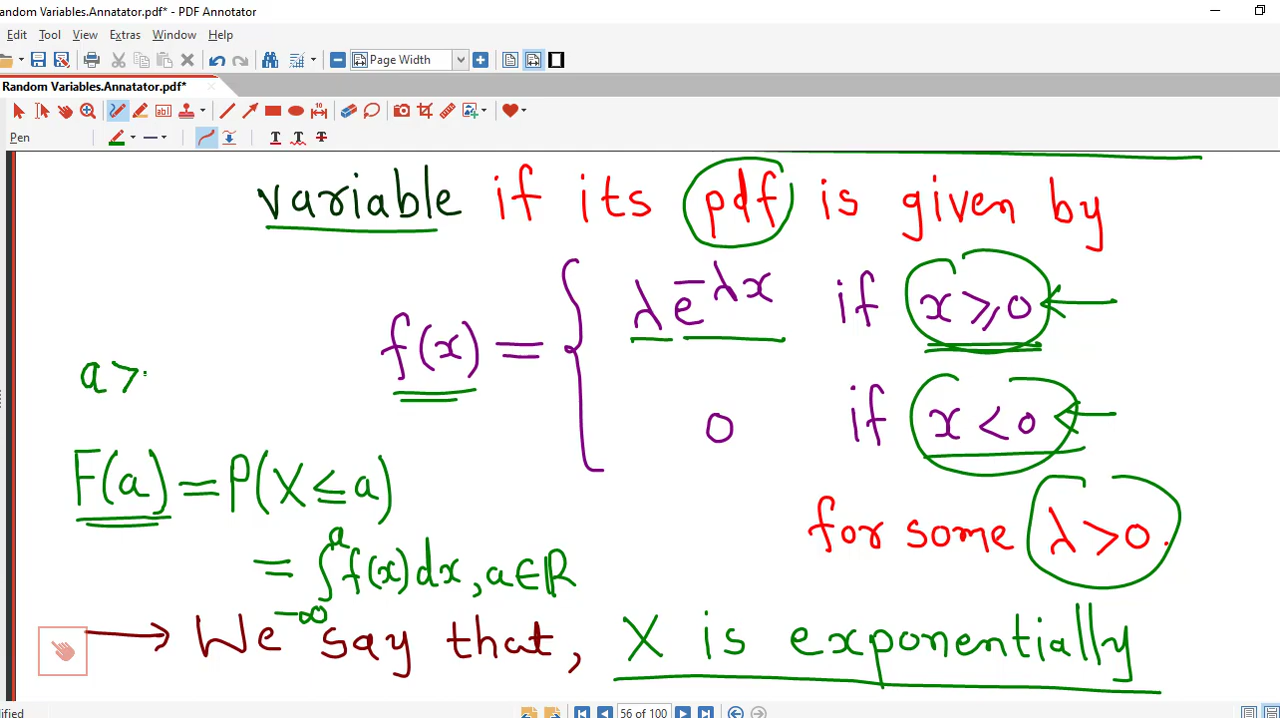 Random Variables.Annatator.pdf* - PDF Annotator
Edit Tool View Extras Window Help
Page Width
Random Variables.Annatator.pdf*
10
Pen
variable if its pdf is given by
f(x) = { λe^−λx if x ≥ 0
0 if x < 0
for some λ > 0.
a >
F(a) = P(X ≤ a)
= ∫_−∞^a f(x)dx, a ∈ ℝ
→ We say that, X is exponentially
56 of 100